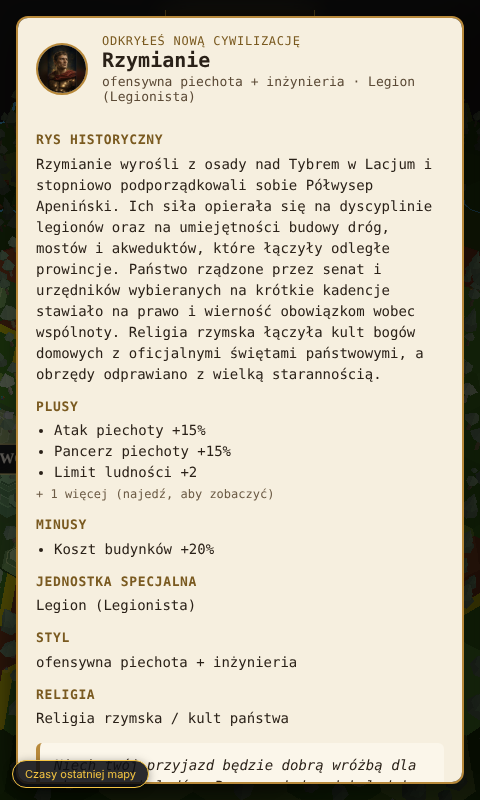 ODKRYŁEŚ NOWĄ CYWILIZACJĘ
Rzymianie
ofensywna piechota + inżynieria · Legion
(Legionista)
RYS HISTORYCZNY
Rzymianie wyrośli z osady nad Tybrem w Lacjum i
stopniowo podporządkowali sobie Półwysep
Apeniński. Ich siła opierała się na dyscyplinie
legionów oraz na umiejętności budowy dróg,
mostów i akweduktów, które łączyły odległe
prowincje. Państwo rządzone przez senat i
urzędników wybieranych na krótkie kadencje
stawiało na prawo i wierność obowiązkom wobec
wspólnoty. Religia rzymska łączyła kult bogów
domowych z oficjalnymi świętami państwowymi, a
obrzędy odprawiano z wielką starannością.
PLUSY
• Atak piechoty +15%
• Pancerz piechoty +15%
• Limit ludności +2
+ 1 więcej (najedź, aby zobaczyć)
MINUSY
• Koszt budynków +20%
JEDNOSTKA SPECJALNA
Legion (Legionista)
STYL
ofensywna piechota + inżynieria
RELIGIA
Religia rzymska / kult państwa
Niech twój przyjazd będzie dobrą wróżbą dla
Czasy ostatniej mapy